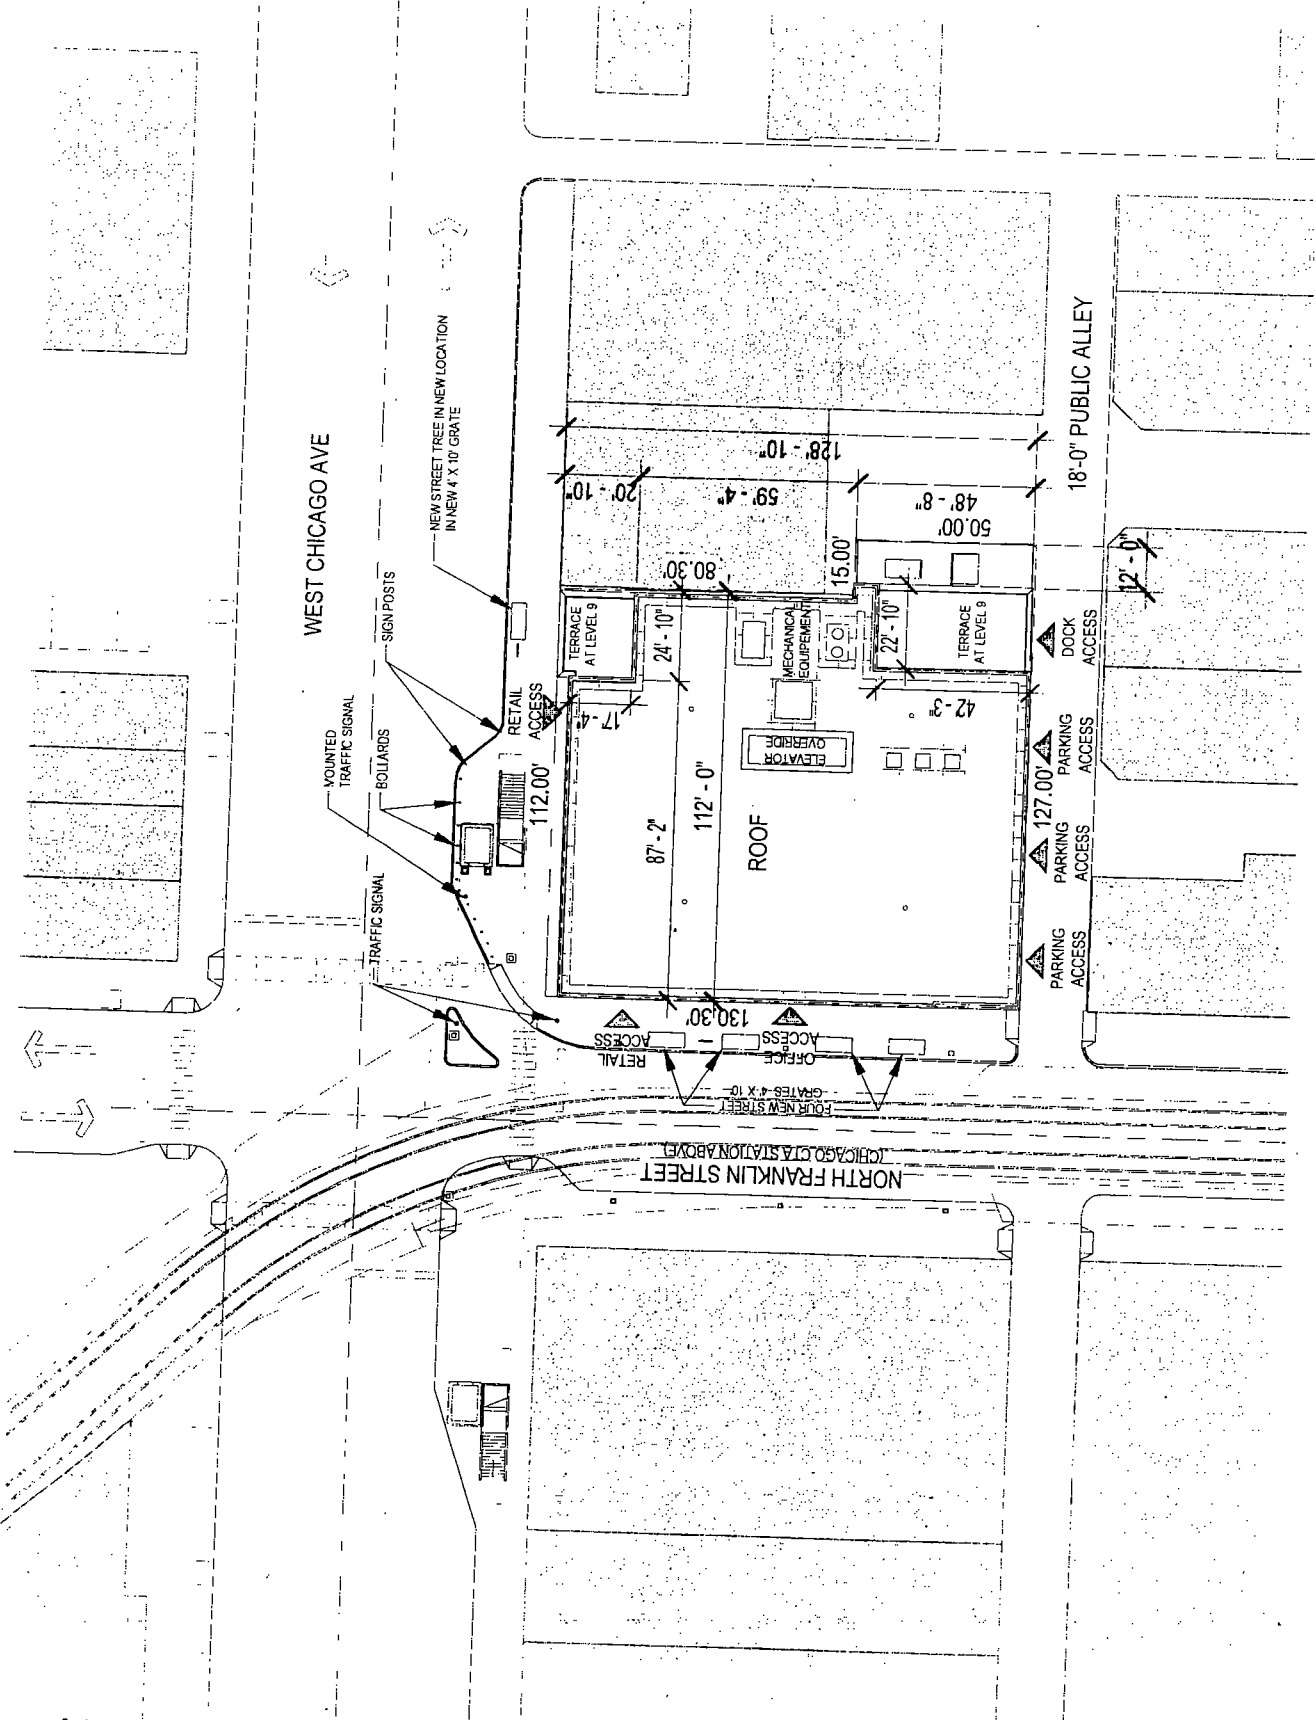 WEST CHICAGO AVE
MOUNTED
TRAFFIC SIGNAL
SIGN POSTS
NEW STREET TREE IN NEW LOCATION
IN NEW 4' X 10' GRATE
BOLLARDS
TRAFFIC SIGNAL
RETAIL
ACCESS
112.00'
TERRACE
AT LEVEL 9
17'-4"
24' - 10"
87' - 2"
112' - 0"
80.30'
20' - 10"
59' - 4"
128' - 10"
48' - 8"
50.00'
15.00'
MECHANICAL
EQUIPEMENT
22' - 10"
TERRACE
AT LEVEL 9
42 - 3"
ELEVATOR
OVERRIDE
ROOF
127.00'
12' - 0"
18'-0" PUBLIC ALLEY
DOCK
ACCESS
PARKING
ACCESS
PARKING
ACCESS
PARKING
ACCESS
130.30'
RETAIL
ACCESS
OFFICE
ACCESS
FOUR NEW STREET
GRATES-4' X 10'
NORTH FRANKLIN STREET
(CHICAGO CTA STATION ABOVE)